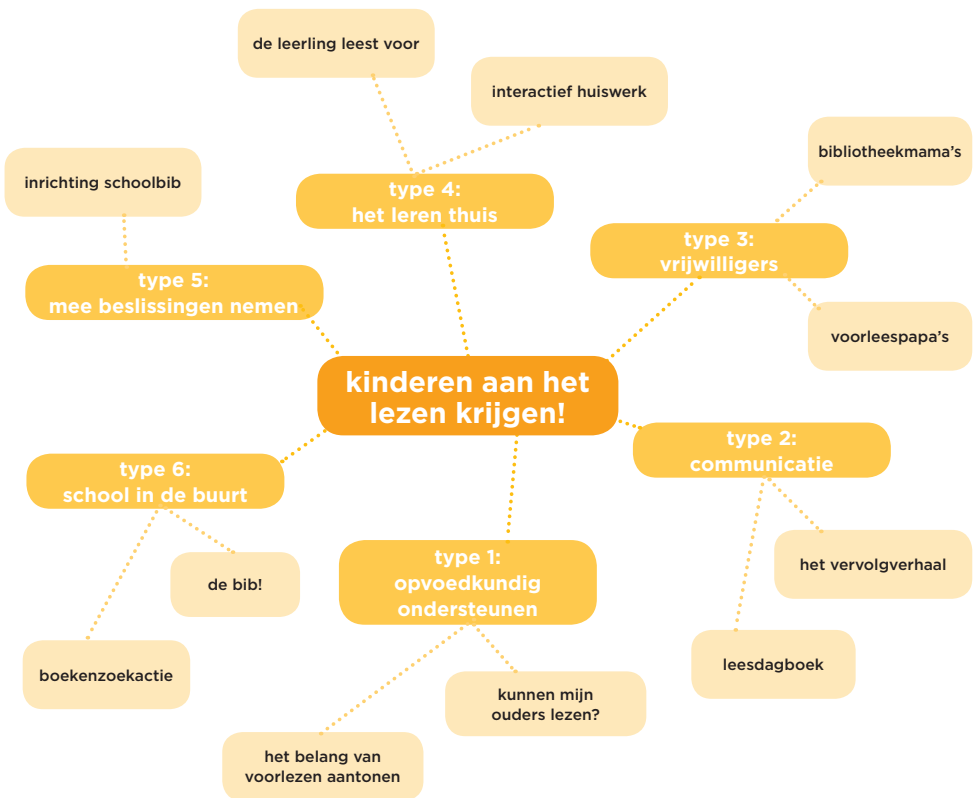 de leerling leest voor
interactief huiswerk
bibliotheekmama's
inrichting schoolbib
type 4:
het leren thuis
type 3:
vrijwilligers
type 5:
mee beslissingen nemen
voorleespapa's
kinderen aan het
lezen krijgen!
type 2:
communicatie
type 6:
school in de buurt
type 1:
opvoedkundig
ondersteunen
het vervolgverhaal
de bib!
leesdagboek
boekenzoekactie
kunnen mijn
ouders lezen?
het belang van
voorlezen aantonen